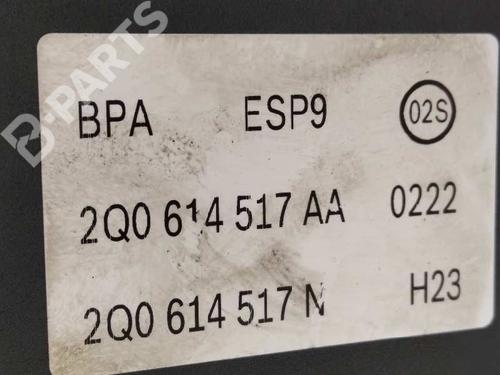 B-PARTS
BPA ESP9 02S
2Q0 614 517 AA 0222
2Q0 614 517 N H23